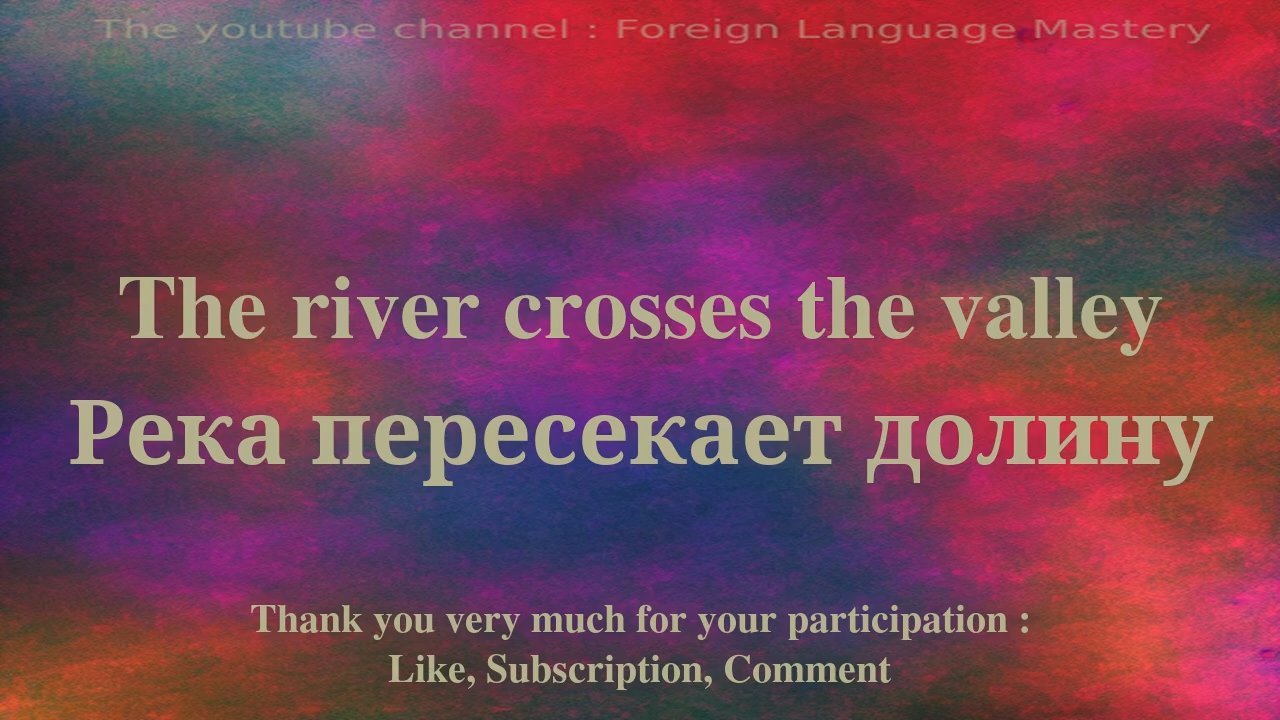 The youtube channel : Foreign Language Mastery
The river crosses the valley
Река пересекает долину
Thank you very much for your participation :
Like, Subscription, Comment